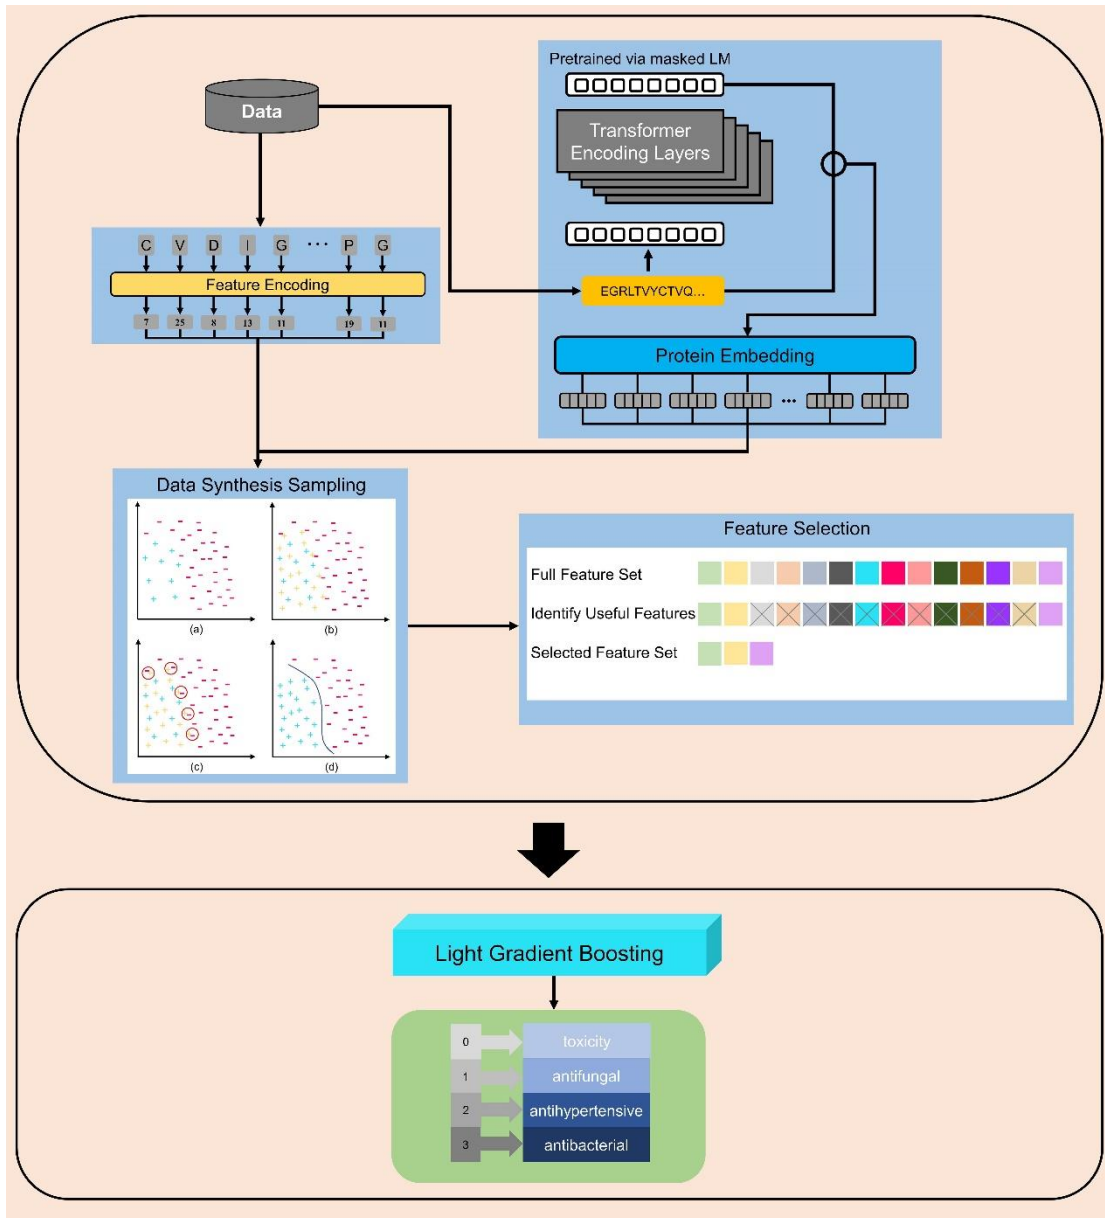 Pretrained via masked LM
Data
Transformer
Encoding Layers
C V D I G ... P G
Feature Encoding
7 25 8 13 11 19 11
EGRLTVYCTVQ...
Protein Embedding
...
Data Synthesis Sampling
(a) (b)
(c) (d)
Feature Selection
Full Feature Set
Identify Useful Features
Selected Feature Set
Light Gradient Boosting
0 toxicity
1 antifungal
2 antihypertensive
3 antibacterial